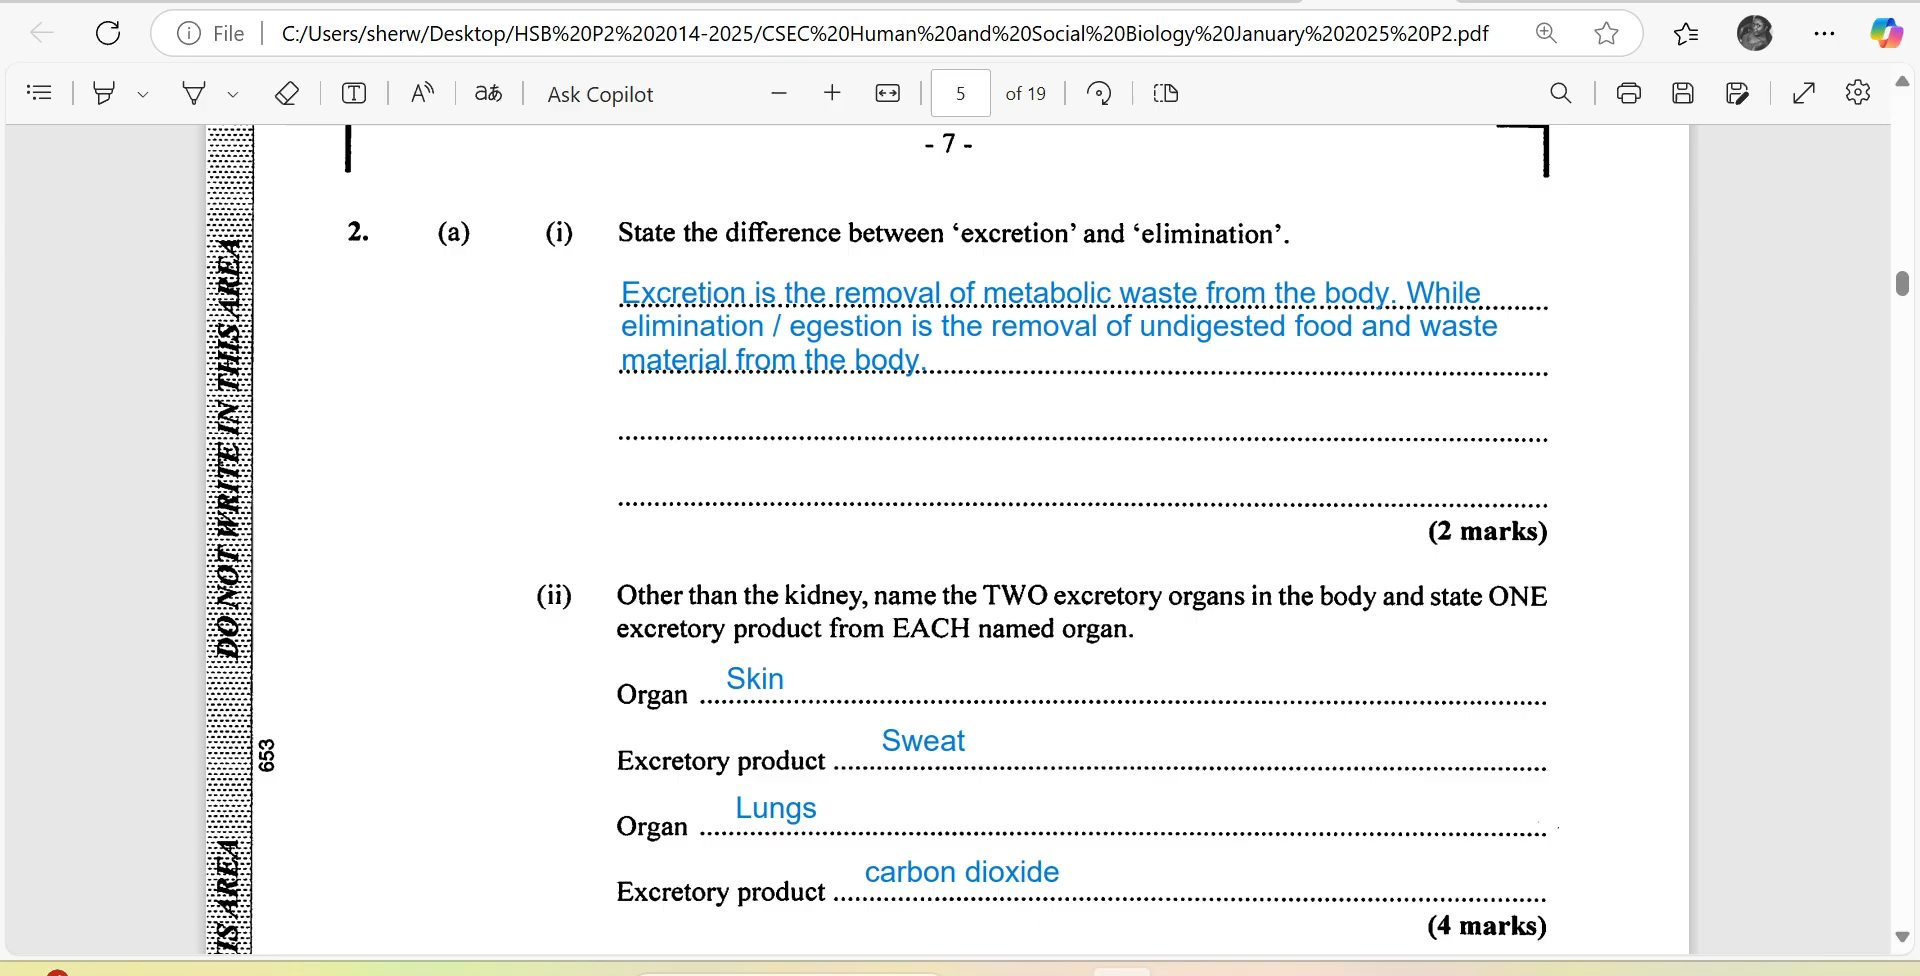 File
C:/Users/sherw/Desktop/HSB%20P2%202014-2025/CSEC%20Human%20and%20Social%20Biology%20January%202025%20P2.pdf
Ask Copilot
5 of 19
- 7 -
2. (a) (i) State the difference between ‘excretion’ and ‘elimination’.
Excretion is the removal of metabolic waste from the body. While
elimination / egestion is the removal of undigested food and waste
material from the body.
(2 marks)
(ii) Other than the kidney, name the TWO excretory organs in the body and state ONE
excretory product from EACH named organ.
Organ Skin
Excretory product Sweat
Organ Lungs
Excretory product carbon dioxide
(4 marks)
DO NOT WRITE IN THIS AREA
653
IS AREA